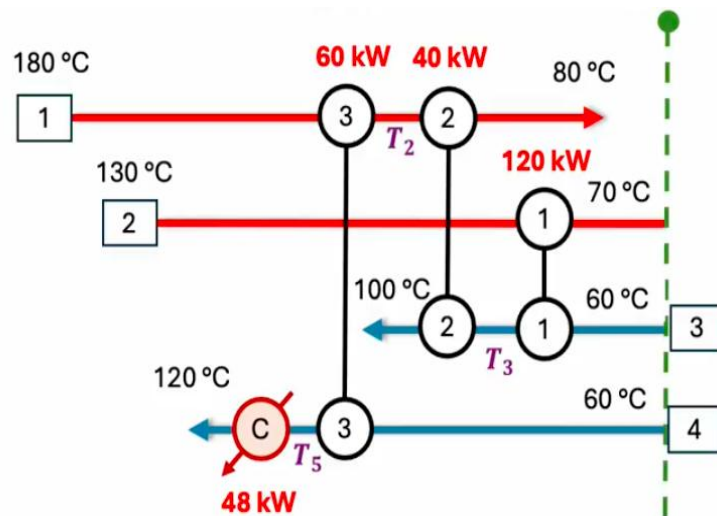 60 kW 40 kW
180 ºC 80 ºC
1 3 2
T₂
130 ºC 120 kW 70 ºC
2 1
100 ºC 60 ºC
2 1 3
T₃
120 ºC 60 ºC
C 3 4
T₅
48 kW